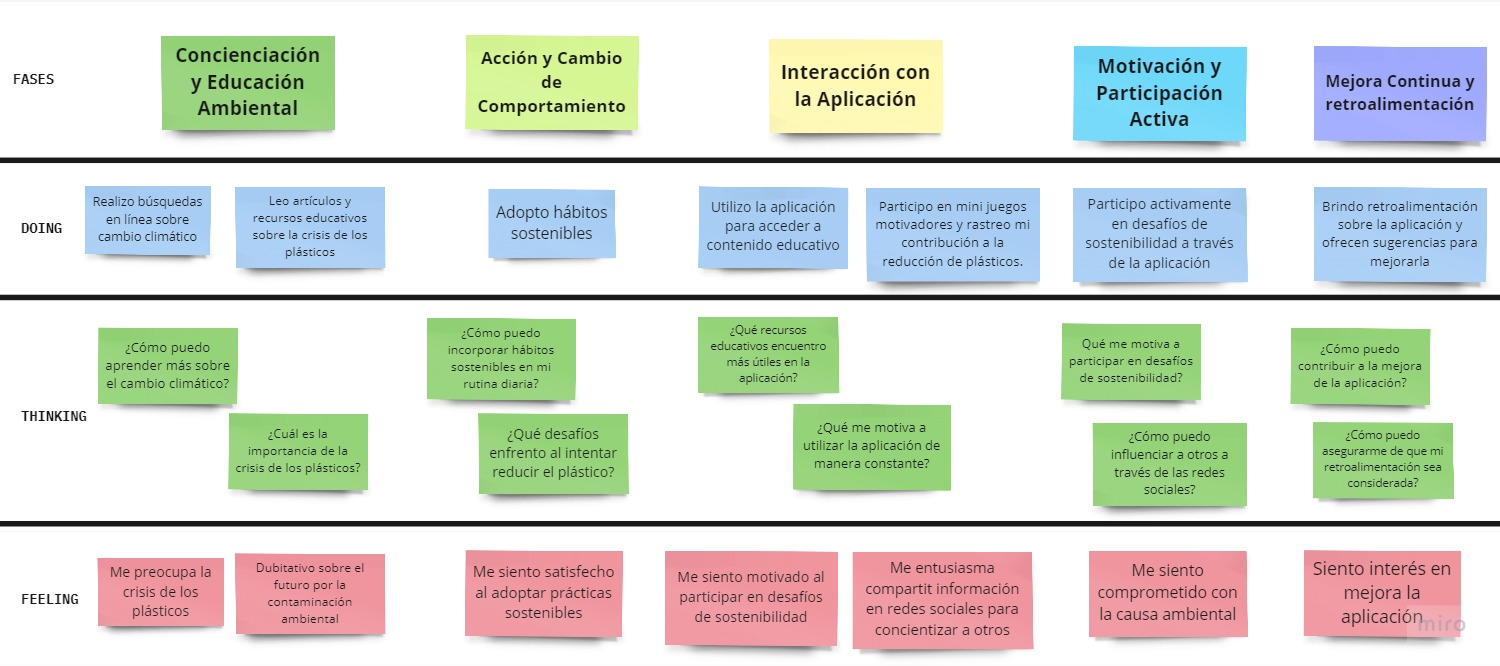 FASES
Concienciación
y Educación
Ambiental
Acción y Cambio
de
Comportamiento
Interacción con
la Aplicación
Motivación y
Participación
Activa
Mejora Continua y
retroalimentación
DOING
Realizo búsquedas
en línea sobre
cambio climático
Leo artículos y
recursos educativos
sobre la crisis de los
plásticos
Adopto hábitos
sostenibles
Utilizo la aplicación
para acceder a
contenido educativo
Participo en mini juegos
motivadores y rastreo mi
contribución a la
reducción de plásticos.
Participo activamente
en desafíos de
sostenibilidad a través
de la aplicación
Brindo retroalimentación
sobre la aplicación y
ofrecen sugerencias para
mejorarla
THINKING
¿Cómo puedo
aprender más sobre
el cambio climático?
¿Cuál es la
importancia de la
crisis de los plásticos?
¿Cómo puedo
incorporar hábitos
sostenibles en mi
rutina diaria?
¿Qué desafíos
enfrento al intentar
reducir el plástico?
¿Qué recursos
educativos encuentro
más útiles en la
aplicación?
¿Qué me motiva a
utilizar la aplicación de
manera constante?
Qué me motiva a
participar en desafíos
de sostenibilidad?
¿Cómo puedo
influenciar a otros a
través de las redes
sociales?
¿Cómo puedo
contribuir a la mejora
de la aplicación?
¿Cómo puedo
asegurarme de que mi
retroalimentación sea
considerada?
FEELING
Me preocupa la
crisis de los
plásticos
Dubitativo sobre el
futuro por la
contaminación
ambiental
Me siento satisfecho
al adoptar prácticas
sostenibles
Me siento motivado al
participar en desafíos
de sostenibilidad
Me entusiasma
compartit información
en redes sociales para
concientizar a otros
Me siento
comprometido con
la causa ambiental
Siento interés en
mejora la
aplicación
miro